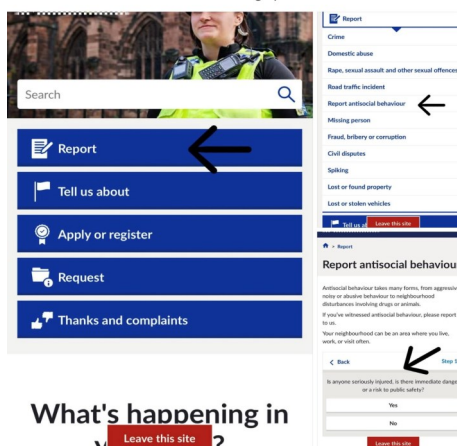 Search
Report
Tell us about
Apply or register
Request
Thanks and complaints
What's happening in
Leave this site
?
Report
Crime
Domestic abuse
Rape, sexual assault and other sexual offences
Road traffic incident
Report antisocial behaviour
Missing person
Fraud, bribery or corruption
Civil disputes
Spiking
Lost or found property
Lost or stolen vehicles
Tell us
Leave this site
> Report
Report antisocial behaviou
Antisocial behaviour takes many forms, from aggressiv
noisy or abusive behaviour to neighbourhood
disturbances involving drugs or animals.
If you've witnessed antisocial behaviour, please report
to us.
Your neighbourhood can be an area where you live,
work, or visit often.
< Back
Step 1
Is anyone seriously injured, is there immediate dange
or a risk to public safety?
Yes
No
Leave this site